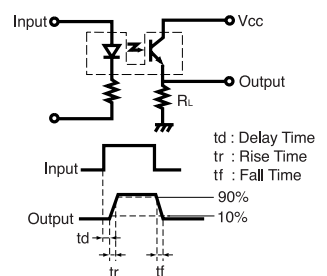 Input
Vcc
Output
RL
td : Delay Time
tr : Rise Time
tf : Fall Time
Input
90%
10%
Output
td
tr
tf